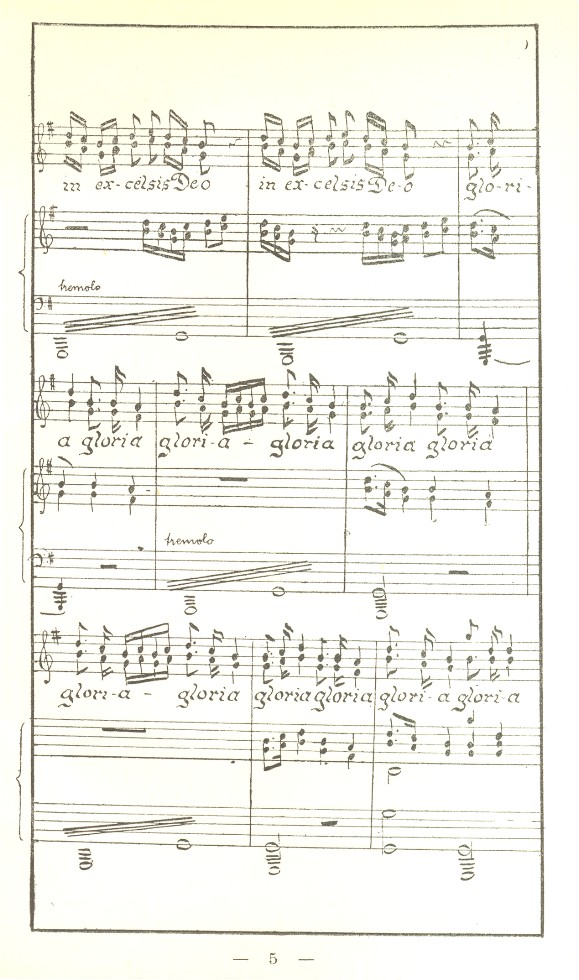 in ex-celsis Deo in ex-celsis De-o glo-ri-
tremolo
a gloria glori-a - gloria gloria gloria
tremolo
glori-a - gloria gloria gloria glori-a glori-a
— 5 —